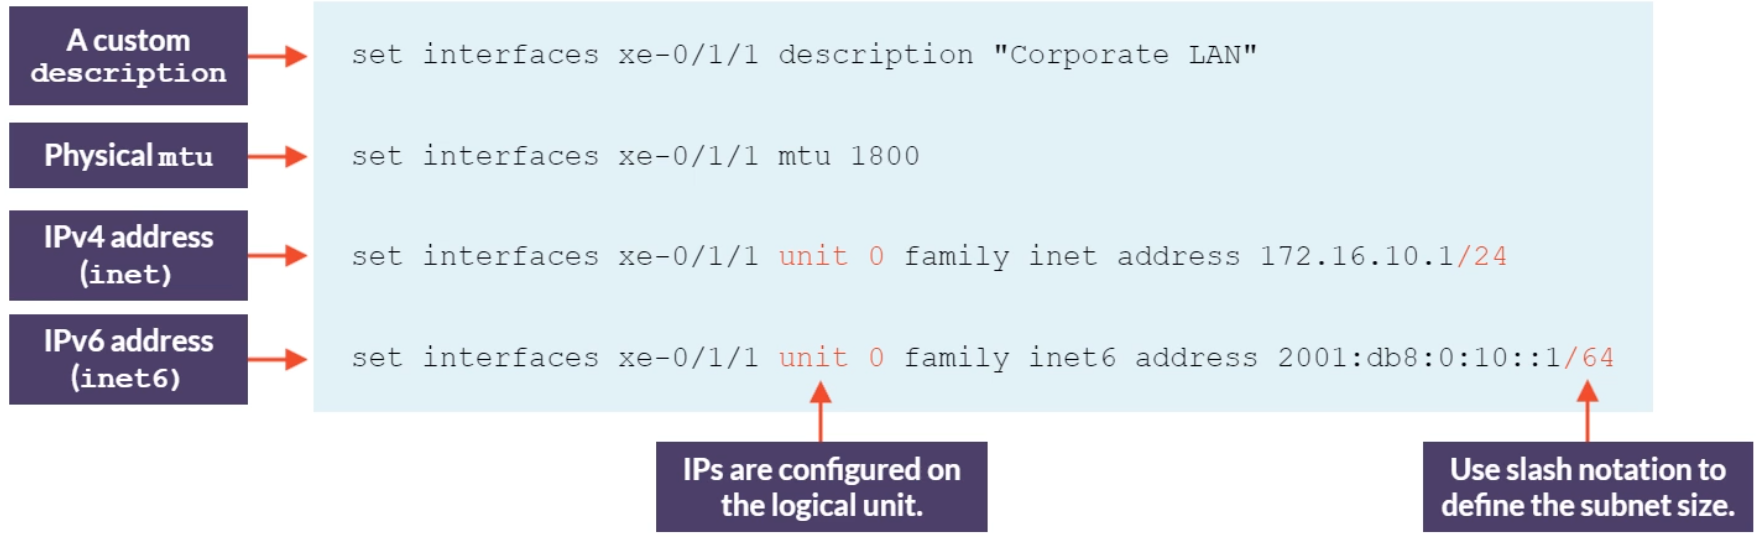 A custom
description
set interfaces xe-0/1/1 description "Corporate LAN"
Physical mtu
set interfaces xe-0/1/1 mtu 1800
IPv4 address
(inet)
set interfaces xe-0/1/1 unit 0 family inet address 172.16.10.1/24
IPv6 address
(inet6)
set interfaces xe-0/1/1 unit 0 family inet6 address 2001:db8:0:10::1/64
IPs are configured on
the logical unit.
Use slash notation to
define the subnet size.